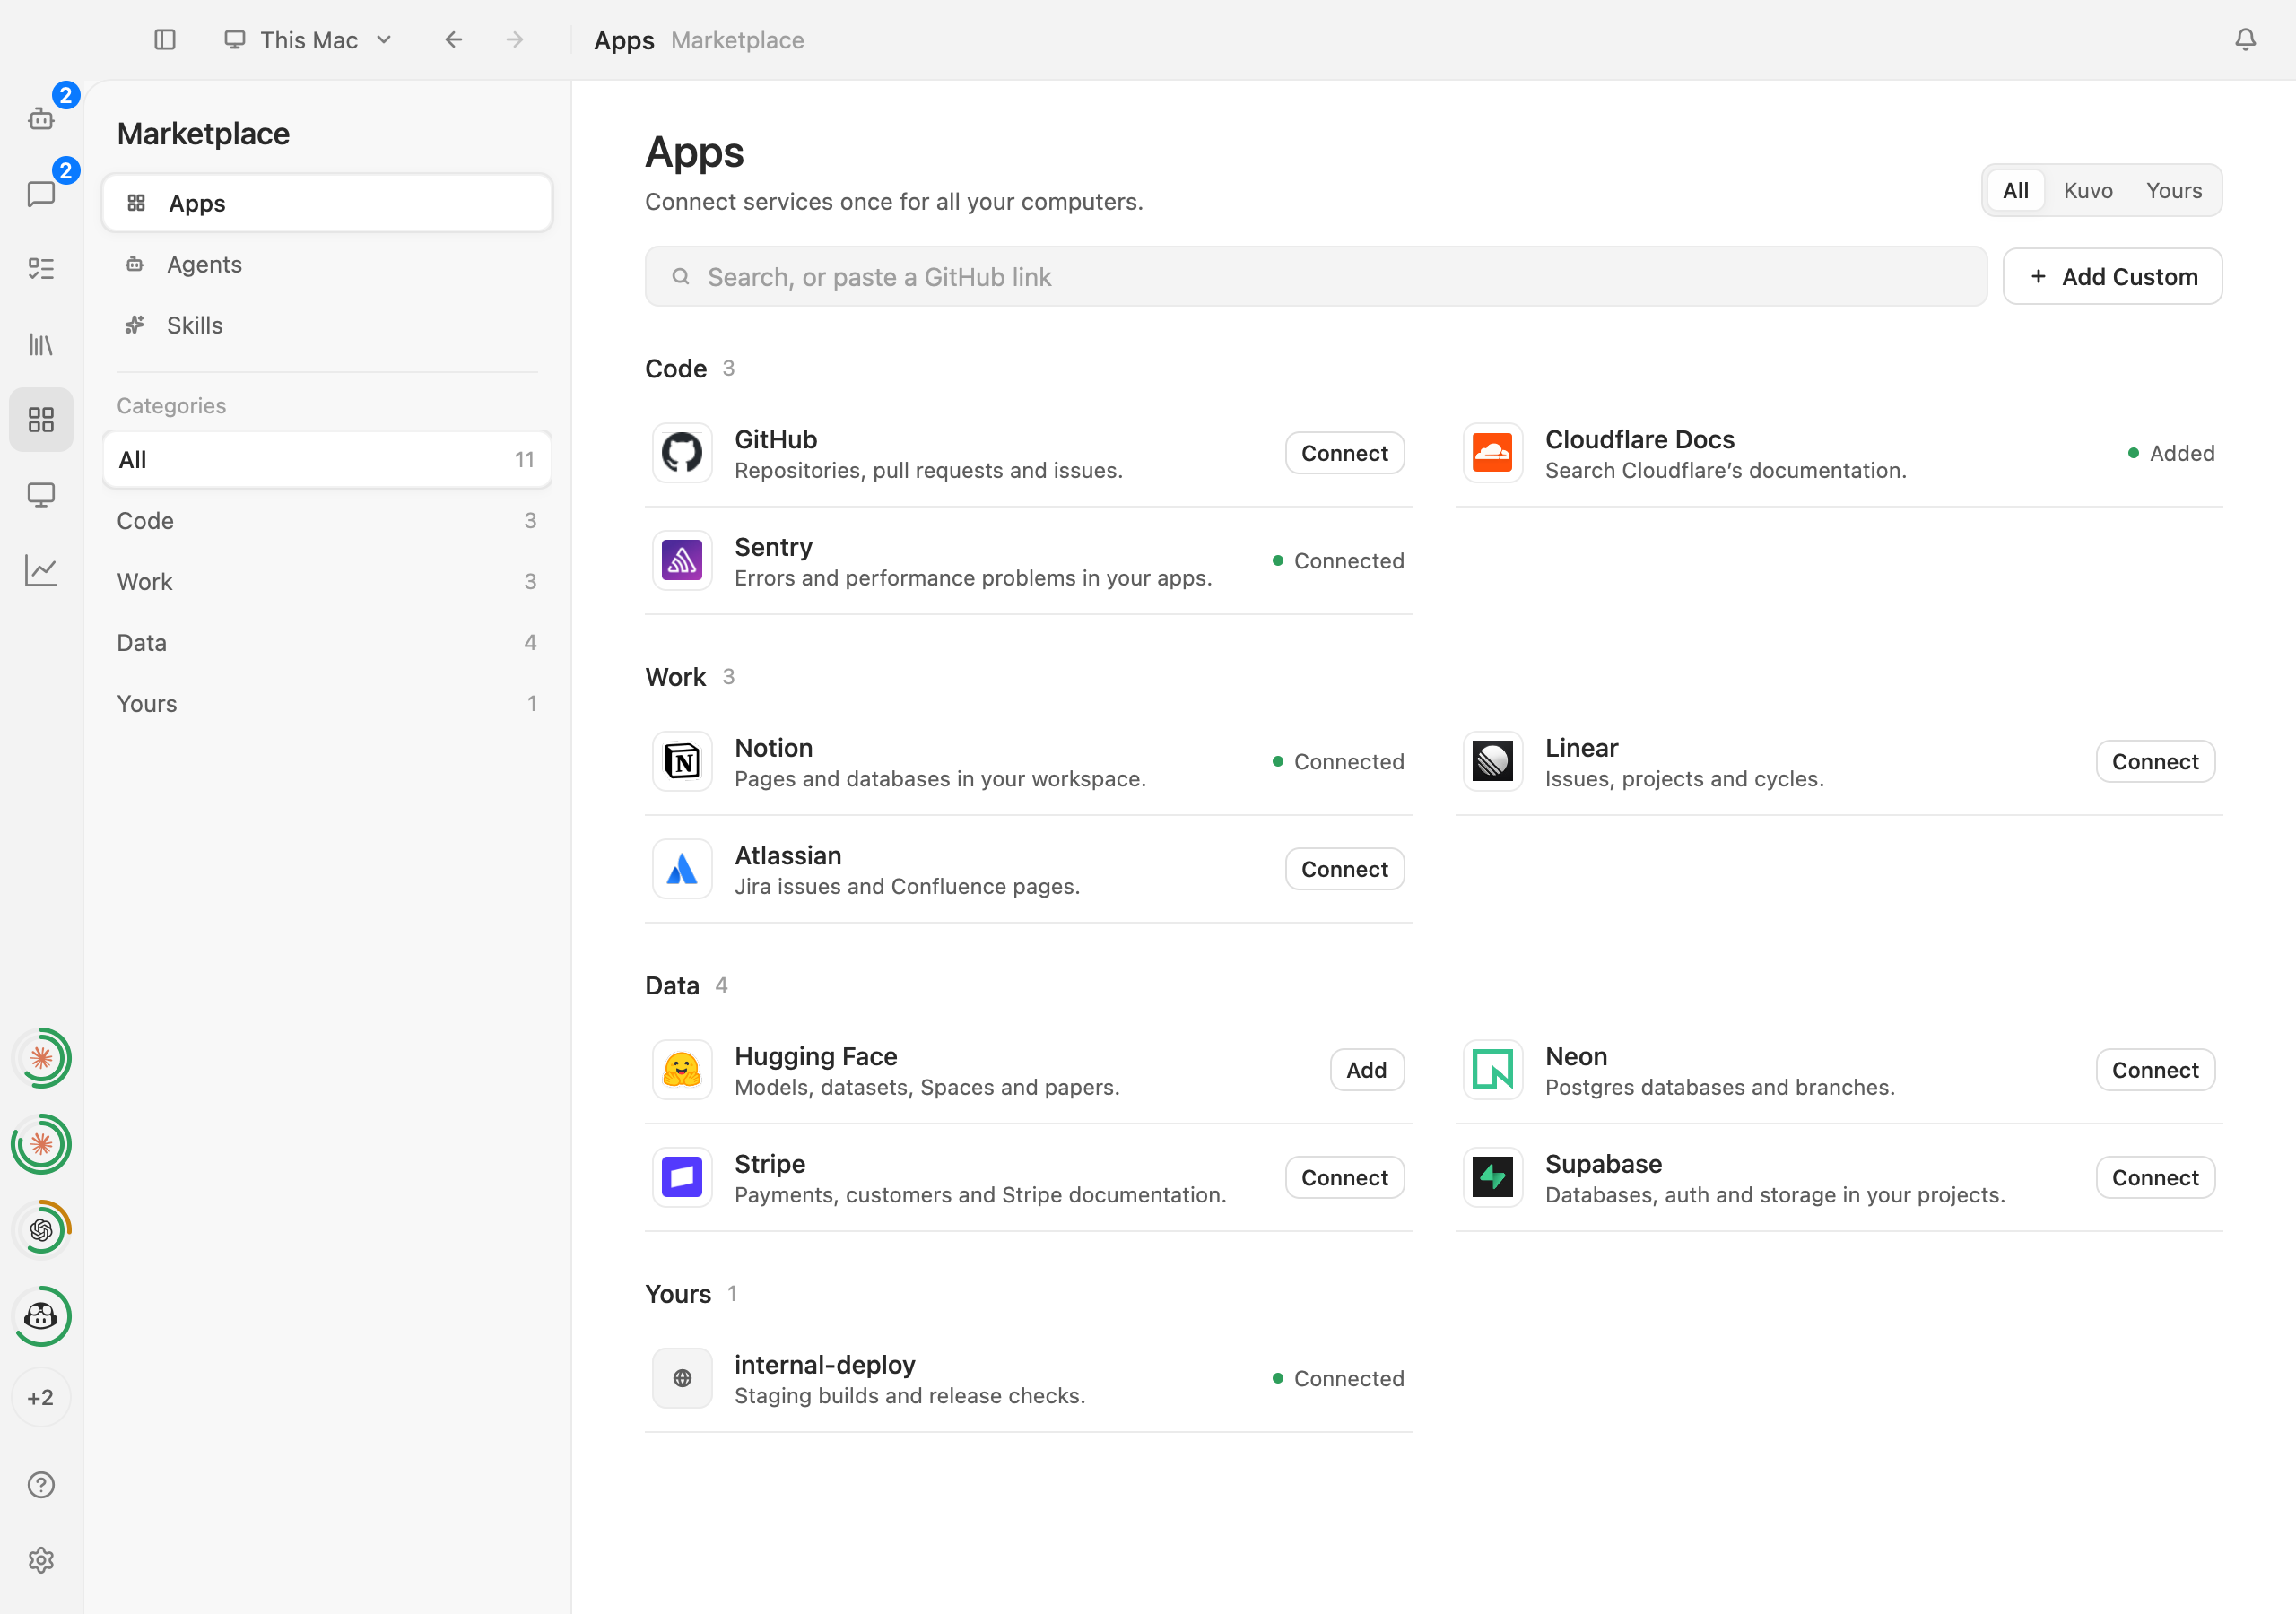 This Mac
Apps Marketplace
2
2
Marketplace
Apps
Agents
Skills
Categories
All 11
Code 3
Work 3
Data 4
Yours 1
+2
Apps
Connect services once for all your computers.
All Kuvo Yours
Search, or paste a GitHub link
+ Add Custom
Code 3
GitHub
Repositories, pull requests and issues.
Connect
Cloudflare Docs
Search Cloudflare’s documentation.
Added
Sentry
Errors and performance problems in your apps.
Connected
Work 3
Notion
Pages and databases in your workspace.
Connected
Linear
Issues, projects and cycles.
Connect
Atlassian
Jira issues and Confluence pages.
Connect
Data 4
Hugging Face
Models, datasets, Spaces and papers.
Add
Neon
Postgres databases and branches.
Connect
Stripe
Payments, customers and Stripe documentation.
Connect
Supabase
Databases, auth and storage in your projects.
Connect
Yours 1
internal-deploy
Staging builds and release checks.
Connected